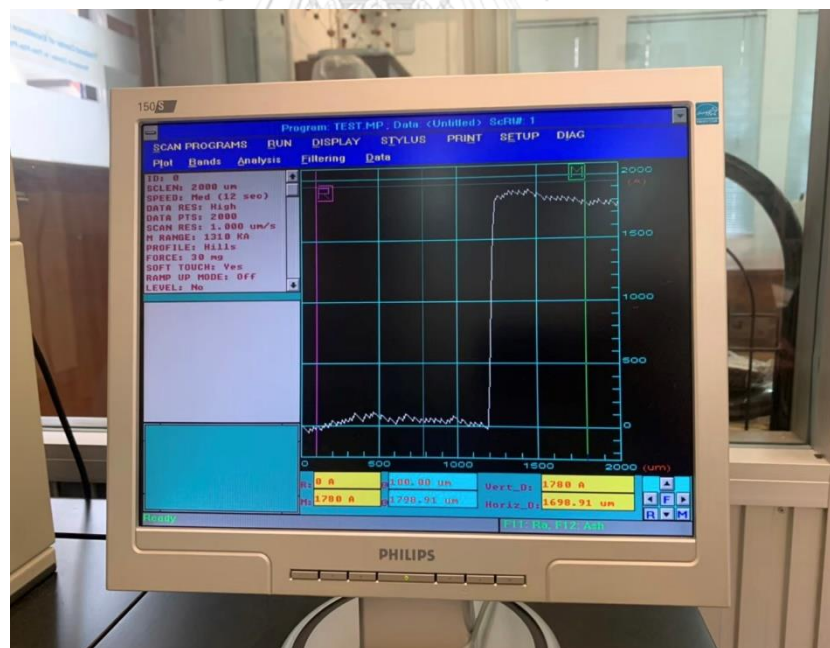 150S
Program: TEST.MP; Data <Untitled> ScRl#: 1
SCAN PROGRAMS RUN DISPLAY STYLUS PRINT SETUP DIAG
Plot Bands Analysis Filtering Data
ID: 0
SCLEN: 2000 um
SPEED: Med (12 sec)
DATA RES: High
DATA PTS: 2000
SCAN RES: 1.000 um/s
M RANGE: 1310 KA
PROFILE: Hills
FORCE: 30 mg
SOFT TOUCH: Yes
RAMP UP MODE: Off
LEVEL: No
R
M
2000
(A)
1500
1000
500
0
0 500 1000 1500 2000 (um)
R: 0 A @ 100.00 um Vert_D: 1780 A
M: 1780 A @ 1798.91 um Horiz_D: 1698.91 um
F
R M
Ready
F11: Ra, F12: Ash
PHILIPS